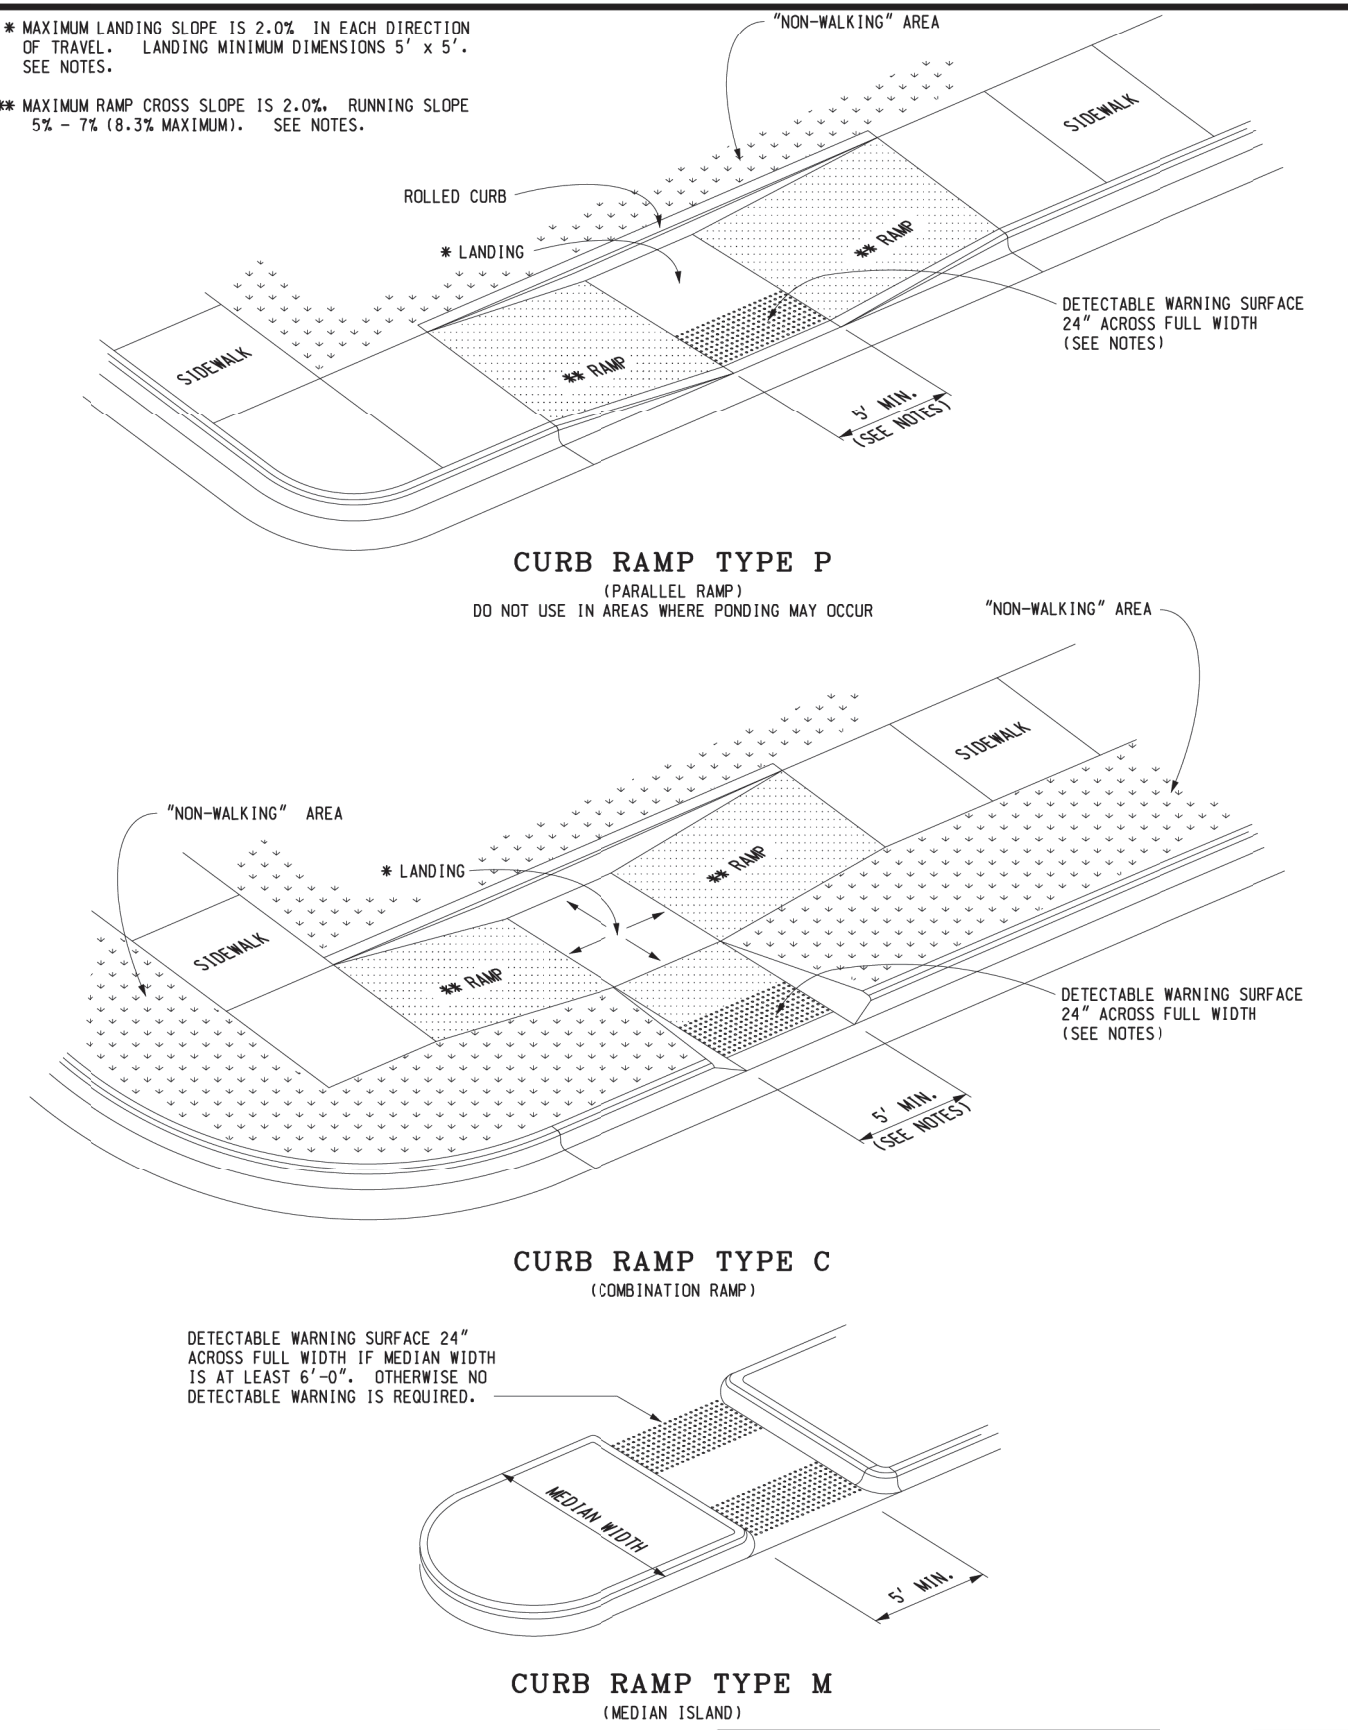 * MAXIMUM LANDING SLOPE IS 2.0% IN EACH DIRECTION
OF TRAVEL. LANDING MINIMUM DIMENSIONS 5' x 5'.
SEE NOTES.
** MAXIMUM RAMP CROSS SLOPE IS 2.0%. RUNNING SLOPE
5% - 7% (8.3% MAXIMUM). SEE NOTES.
"NON-WALKING" AREA
SIDEWALK
ROLLED CURB
* LANDING
** RAMP
DETECTABLE WARNING SURFACE
24" ACROSS FULL WIDTH
(SEE NOTES)
SIDEWALK
** RAMP
5' MIN.
(SEE NOTES)
CURB RAMP TYPE P
(PARALLEL RAMP)
DO NOT USE IN AREAS WHERE PONDING MAY OCCUR
"NON-WALKING" AREA
SIDEWALK
"NON-WALKING" AREA
* LANDING
** RAMP
SIDEWALK
** RAMP
DETECTABLE WARNING SURFACE
24" ACROSS FULL WIDTH
(SEE NOTES)
5' MIN.
(SEE NOTES)
CURB RAMP TYPE C
(COMBINATION RAMP)
DETECTABLE WARNING SURFACE 24"
ACROSS FULL WIDTH IF MEDIAN WIDTH
IS AT LEAST 6'-0". OTHERWISE NO
DETECTABLE WARNING IS REQUIRED.
MEDIAN WIDTH
5' MIN.
CURB RAMP TYPE M
(MEDIAN ISLAND)